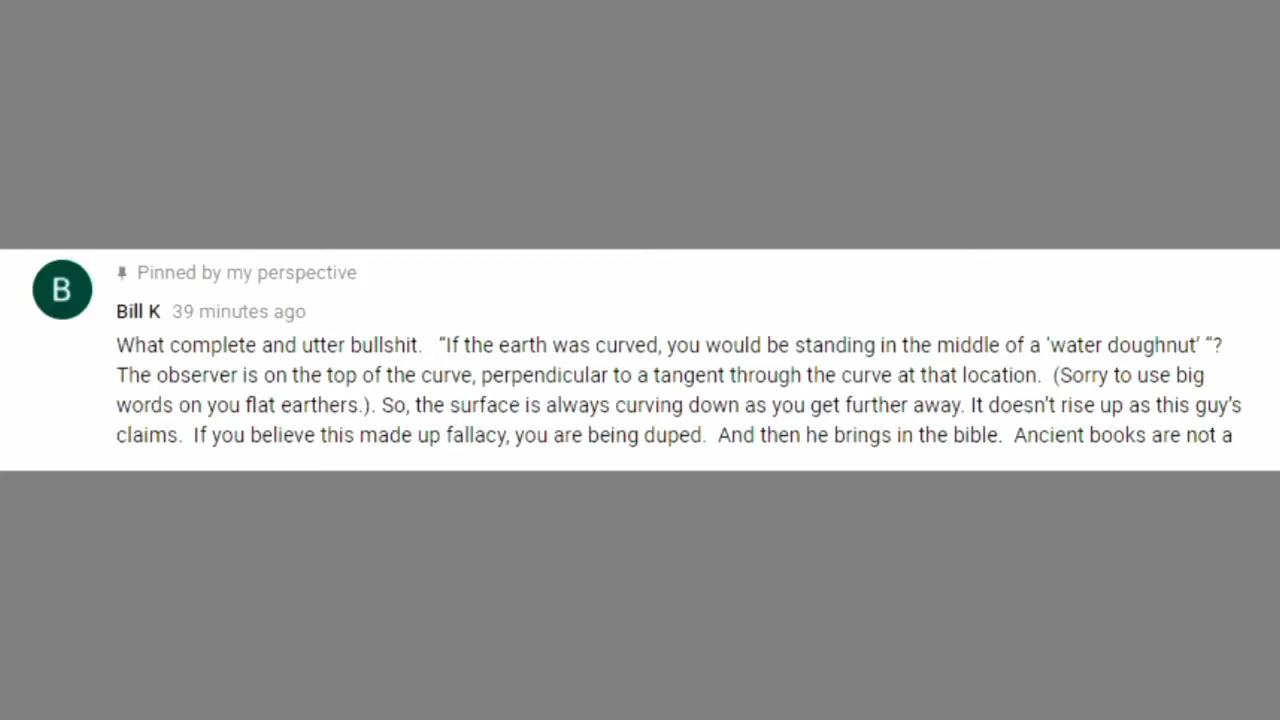 B
Pinned by my perspective
Bill K 39 minutes ago
What complete and utter bullshit. “If the earth was curved, you would be standing in the middle of a ‘water doughnut’ “?
The observer is on the top of the curve, perpendicular to a tangent through the curve at that location. (Sorry to use big
words on you flat earthers.). So, the surface is always curving down as you get further away. It doesn’t rise up as this guy’s
claims. If you believe this made up fallacy, you are being duped. And then he brings in the bible. Ancient books are not a